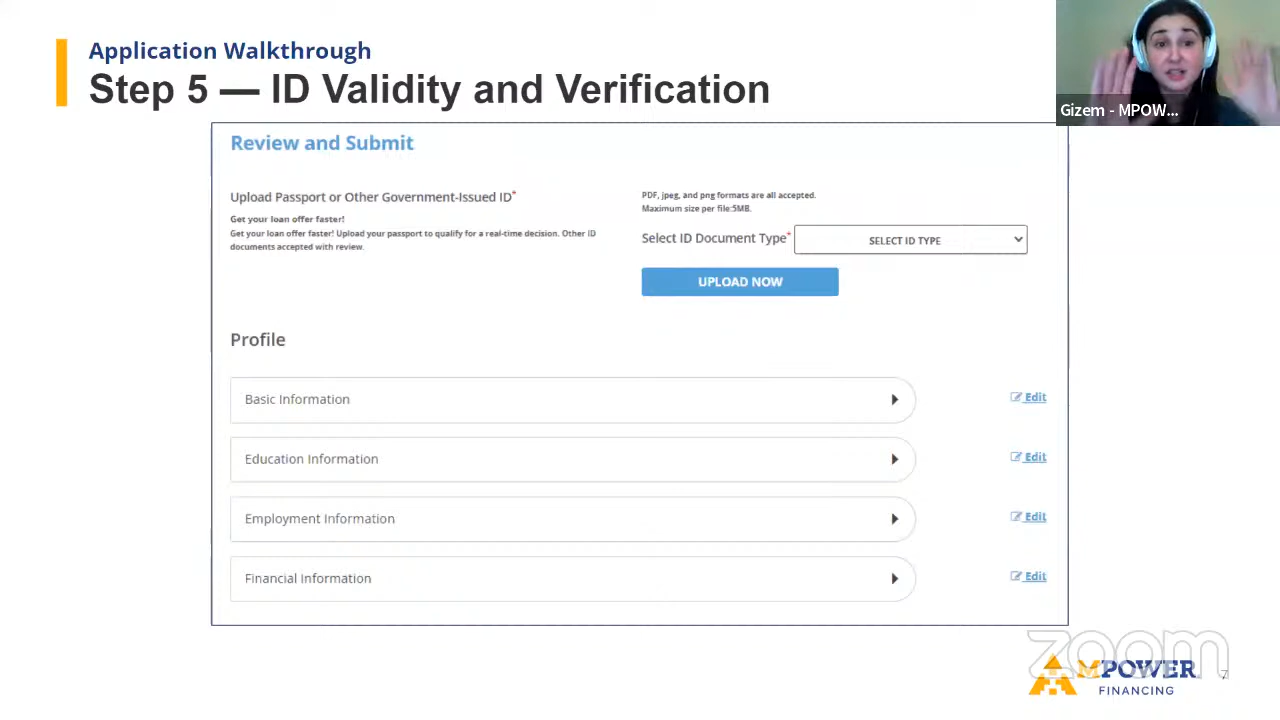 Application Walkthrough
Step 5 — ID Validity and Verification
Gizem - MPOW...
Review and Submit
Upload Passport or Other Government-Issued ID*
Get your loan offer faster!
Get your loan offer faster! Upload your passport to qualify for a real-time decision. Other ID
documents accepted with review.
PDF, jpeg, and png formats are all accepted.
Maximum size per file:5MB.
Select ID Document Type*
SELECT ID TYPE
UPLOAD NOW
Profile
Basic Information
Edit
Education Information
Edit
Employment Information
Edit
Financial Information
Edit
zoom
MPOWER
FINANCING
7